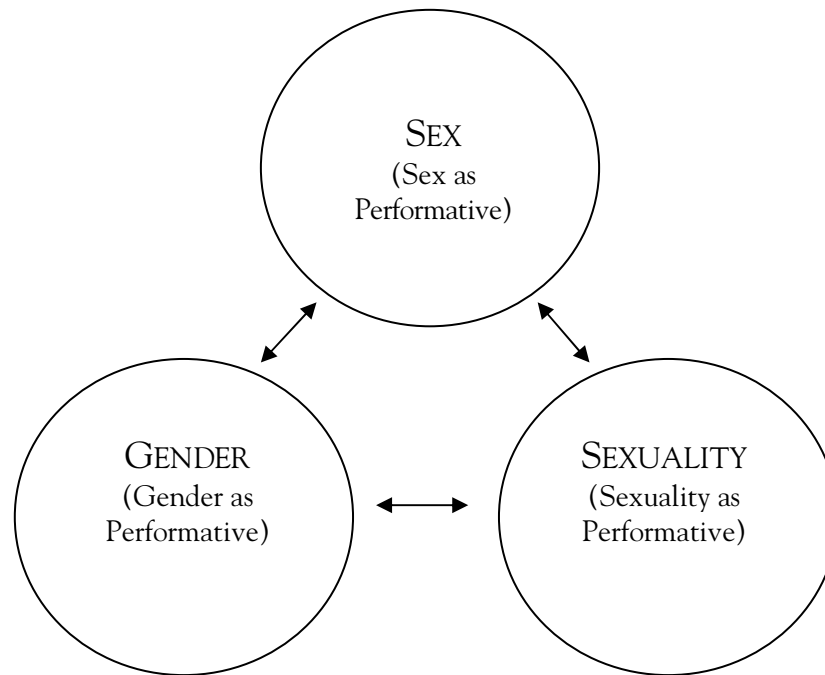 SEX
(Sex as
Performative)
GENDER
(Gender as
Performative)
SEXUALITY
(Sexuality as
Performative)